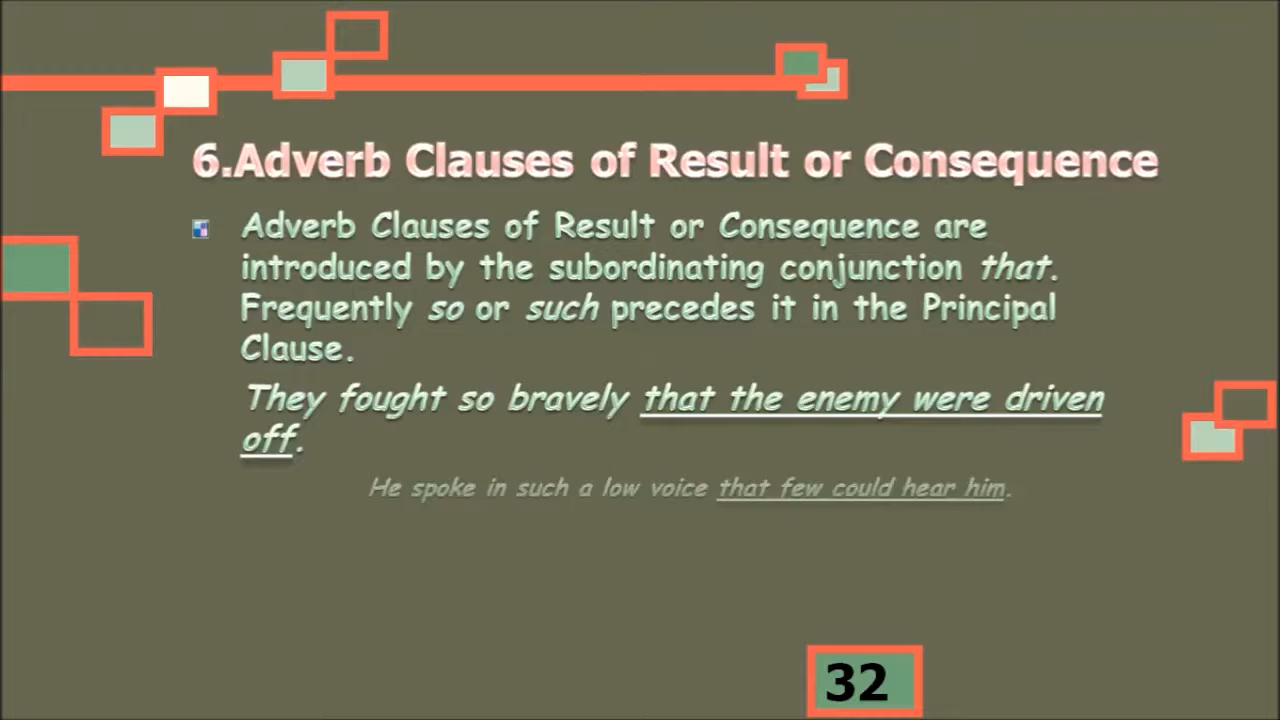 6.Adverb Clauses of Result or Consequence
Adverb Clauses of Result or Consequence are
introduced by the subordinating conjunction that.
Frequently so or such precedes it in the Principal
Clause.
They fought so bravely that the enemy were driven
off.
He spoke in such a low voice that few could hear him.
32